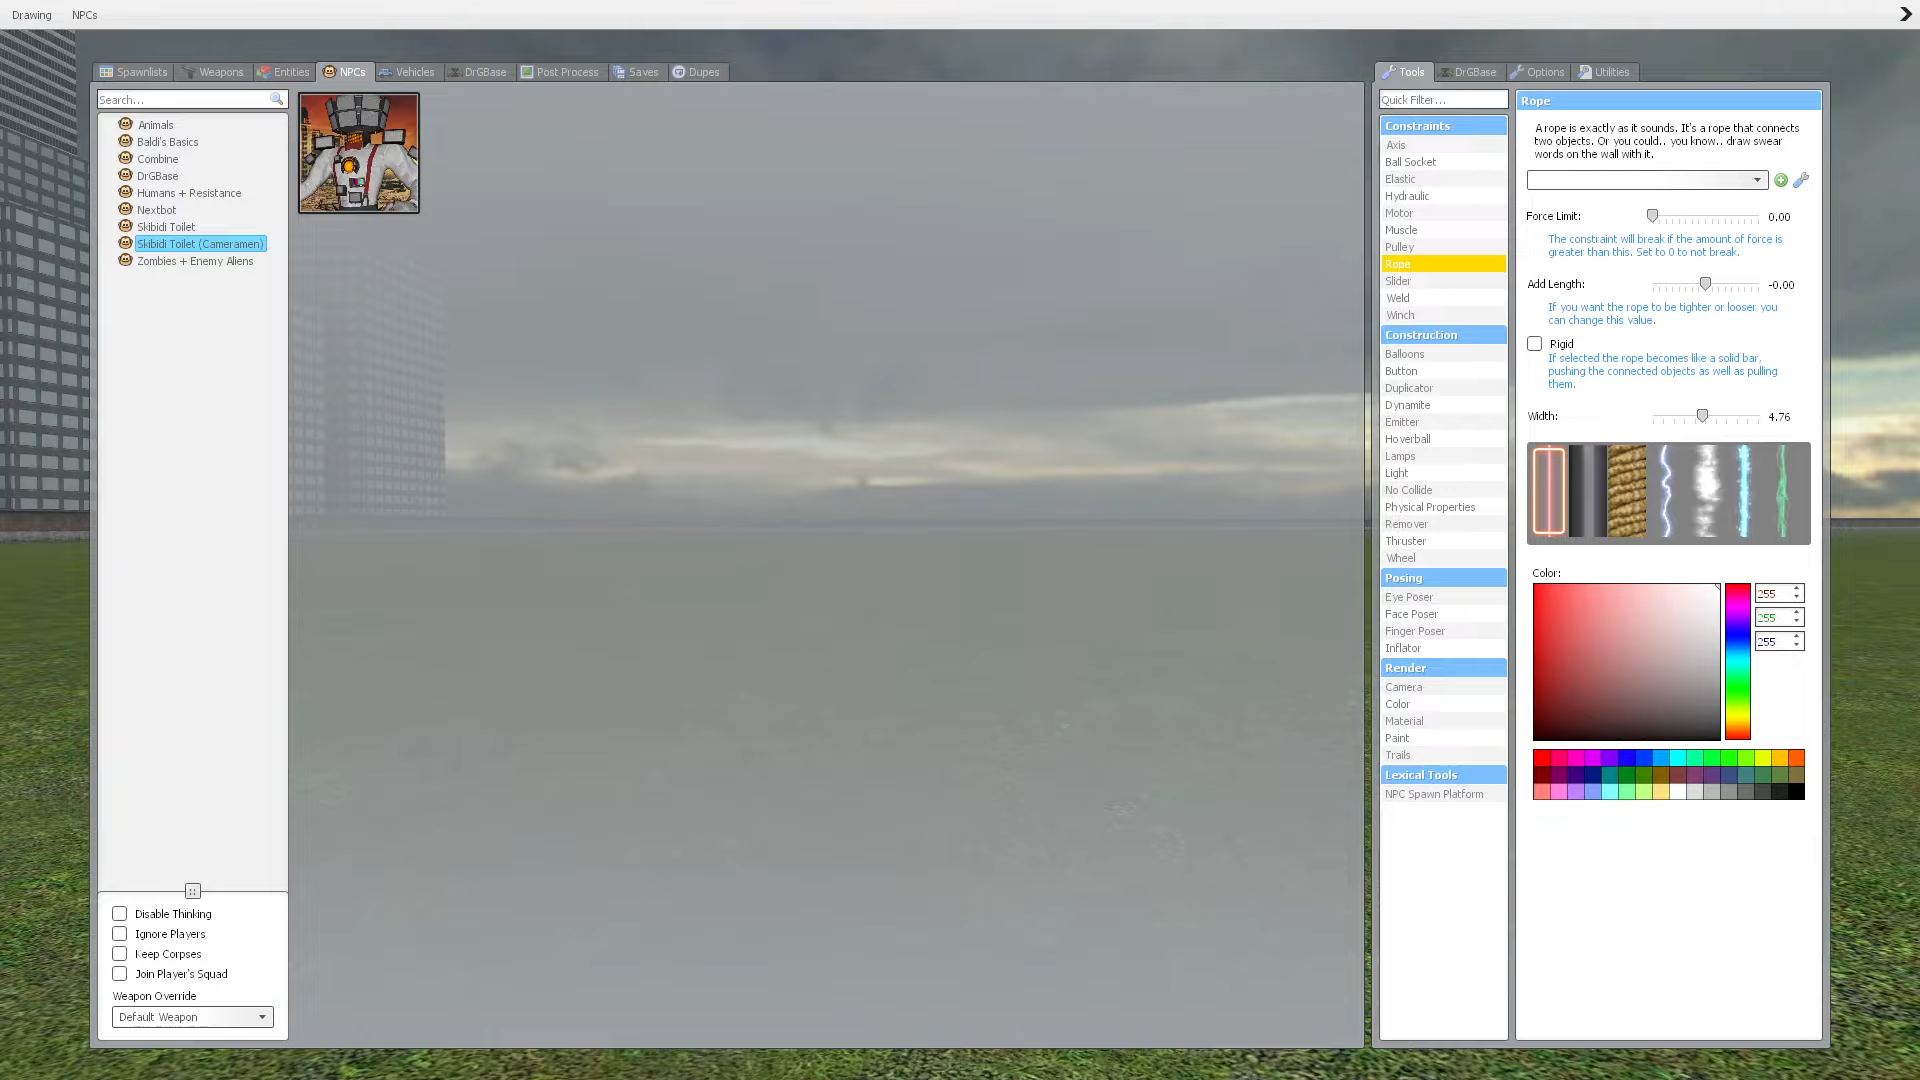 Drawing NPCs
Spawnlists Weapons Entities NPCs Vehicles DrGBase Post Process Saves Dupes
Search...
Animals
Baldi's Basics
Combine
DrGBase
Humans + Resistance
Nextbot
Skibidi Toilet
Skibidi Toilet (Cameramen)
Zombies + Enemy Aliens
Disable Thinking
Ignore Players
Keep Corpses
Join Player's Squad
Weapon Override
Default Weapon
Tools DrGBase Options Utilities
Quick Filter...
Constraints
Axis
Ball Socket
Elastic
Hydraulic
Motor
Muscle
Pulley
Rope
Slider
Weld
Winch
Construction
Balloons
Button
Duplicator
Dynamite
Emitter
Hoverball
Lamps
Light
No Collide
Physical Properties
Remover
Thruster
Wheel
Posing
Eye Poser
Face Poser
Finger Poser
Inflator
Render
Camera
Color
Material
Paint
Trails
Lexical Tools
NPC Spawn Platform
Rope
A rope is exactly as it sounds. It's a rope that connects
two objects. Or you could.. you know.. draw swear
words on the wall with it.
Force Limit: 0.00
The constraint will break if the amount of force is
greater than this. Set to 0 to not break.
Add Length: -0.00
If you want the rope to be tighter or looser you
can change this value.
Rigid
If selected the rope becomes like a solid bar,
pushing the connected objects as well as pulling
them.
Width: 4.76
Color:
255
255
255